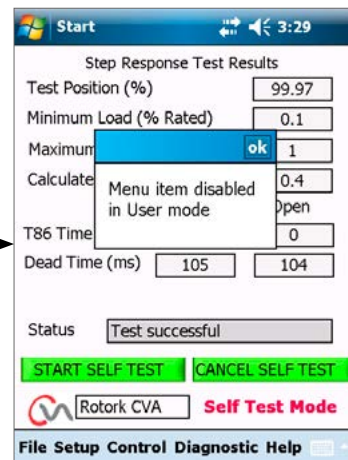 Start 3:29
Step Response Test Results
Test Position (%) 99.97
Minimum Load (% Rated) 0.1
Maximum 1
ok
Calculate 0.4
Menu item disabled
in User mode
Open
T86 Time 0
Dead Time (ms) 105 104
Status Test successful
START SELF TEST CANCEL SELF TEST
Rotork CVA Self Test Mode
File Setup Control Diagnostic Help